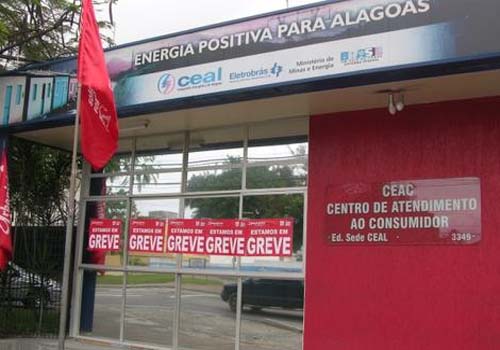 ENERGIA POSITIVA PARA ALAGOAS
ceal
Eletrobrás
Ministério de
Minas e Energia
ESTAMOS EM
GREVE
ESTAMOS EM
GREVE
ESTAMOS EM
GREVE
ESTAMOS EM
GREVE
ESTAMOS EM
GREVE
CEAC
CENTRO DE ATENDIMENTO
AO CONSUMIDOR
Ed. Sede CEAL 3349